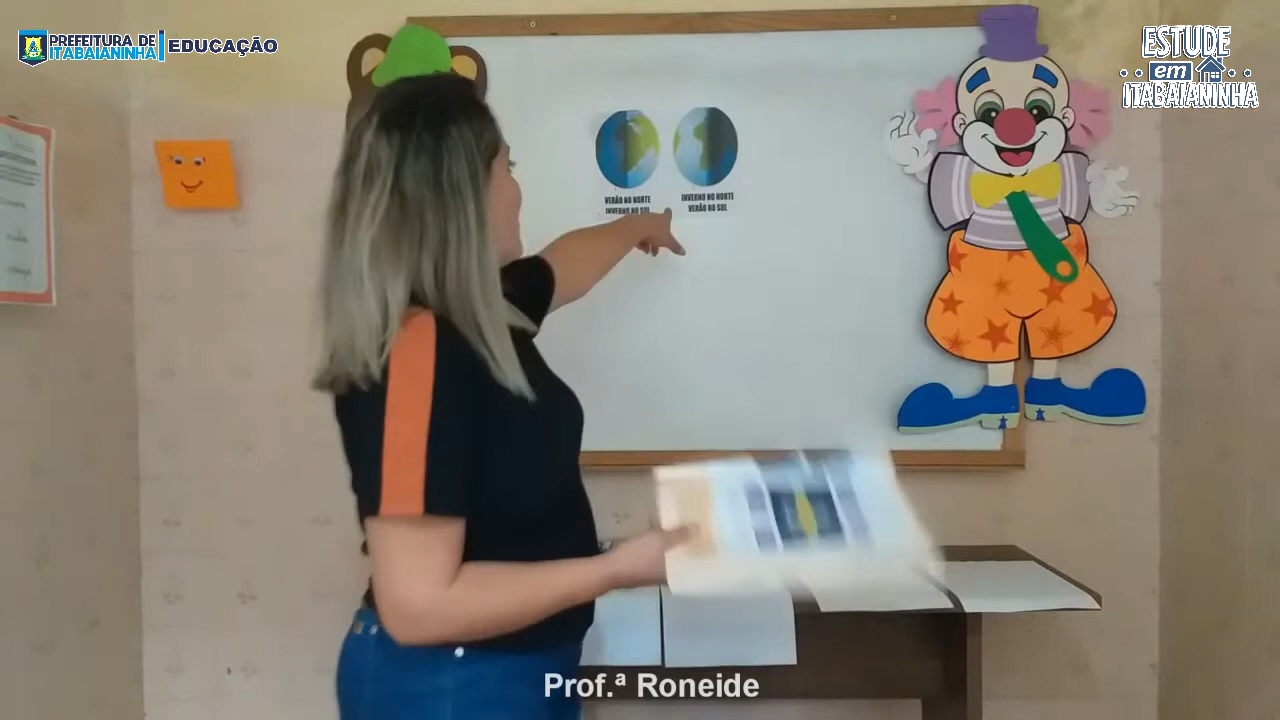 PREFEITURA DE
ITABAIANINHA
EDUCAÇÃO
ESTUDE
em
ITABAIANINHA
VERÃO NO NORTE
INVERNO NO SUL
INVERNO NO NORTE
VERÃO NO SUL
Prof.ª Roneide